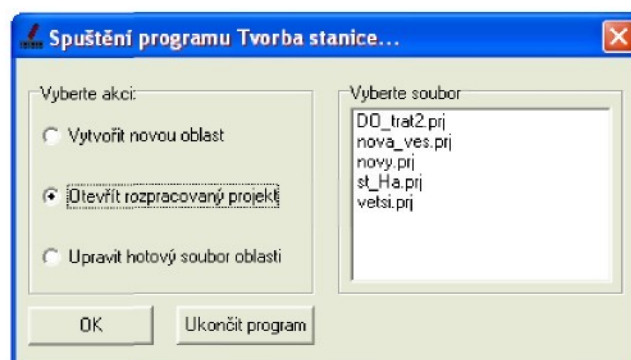 Spuštění programu Tvorba stanice...
Vyberte akci:
Vytvořit novou oblast
Otevřít rozpracovaný projekt
Upravit hotový soubor oblasti
OK
Ukončit program
Vyberte soubor
DO_trat2.prj
nova_ves.prj
novy.prj
st_Ha.prj
vetsi.prj